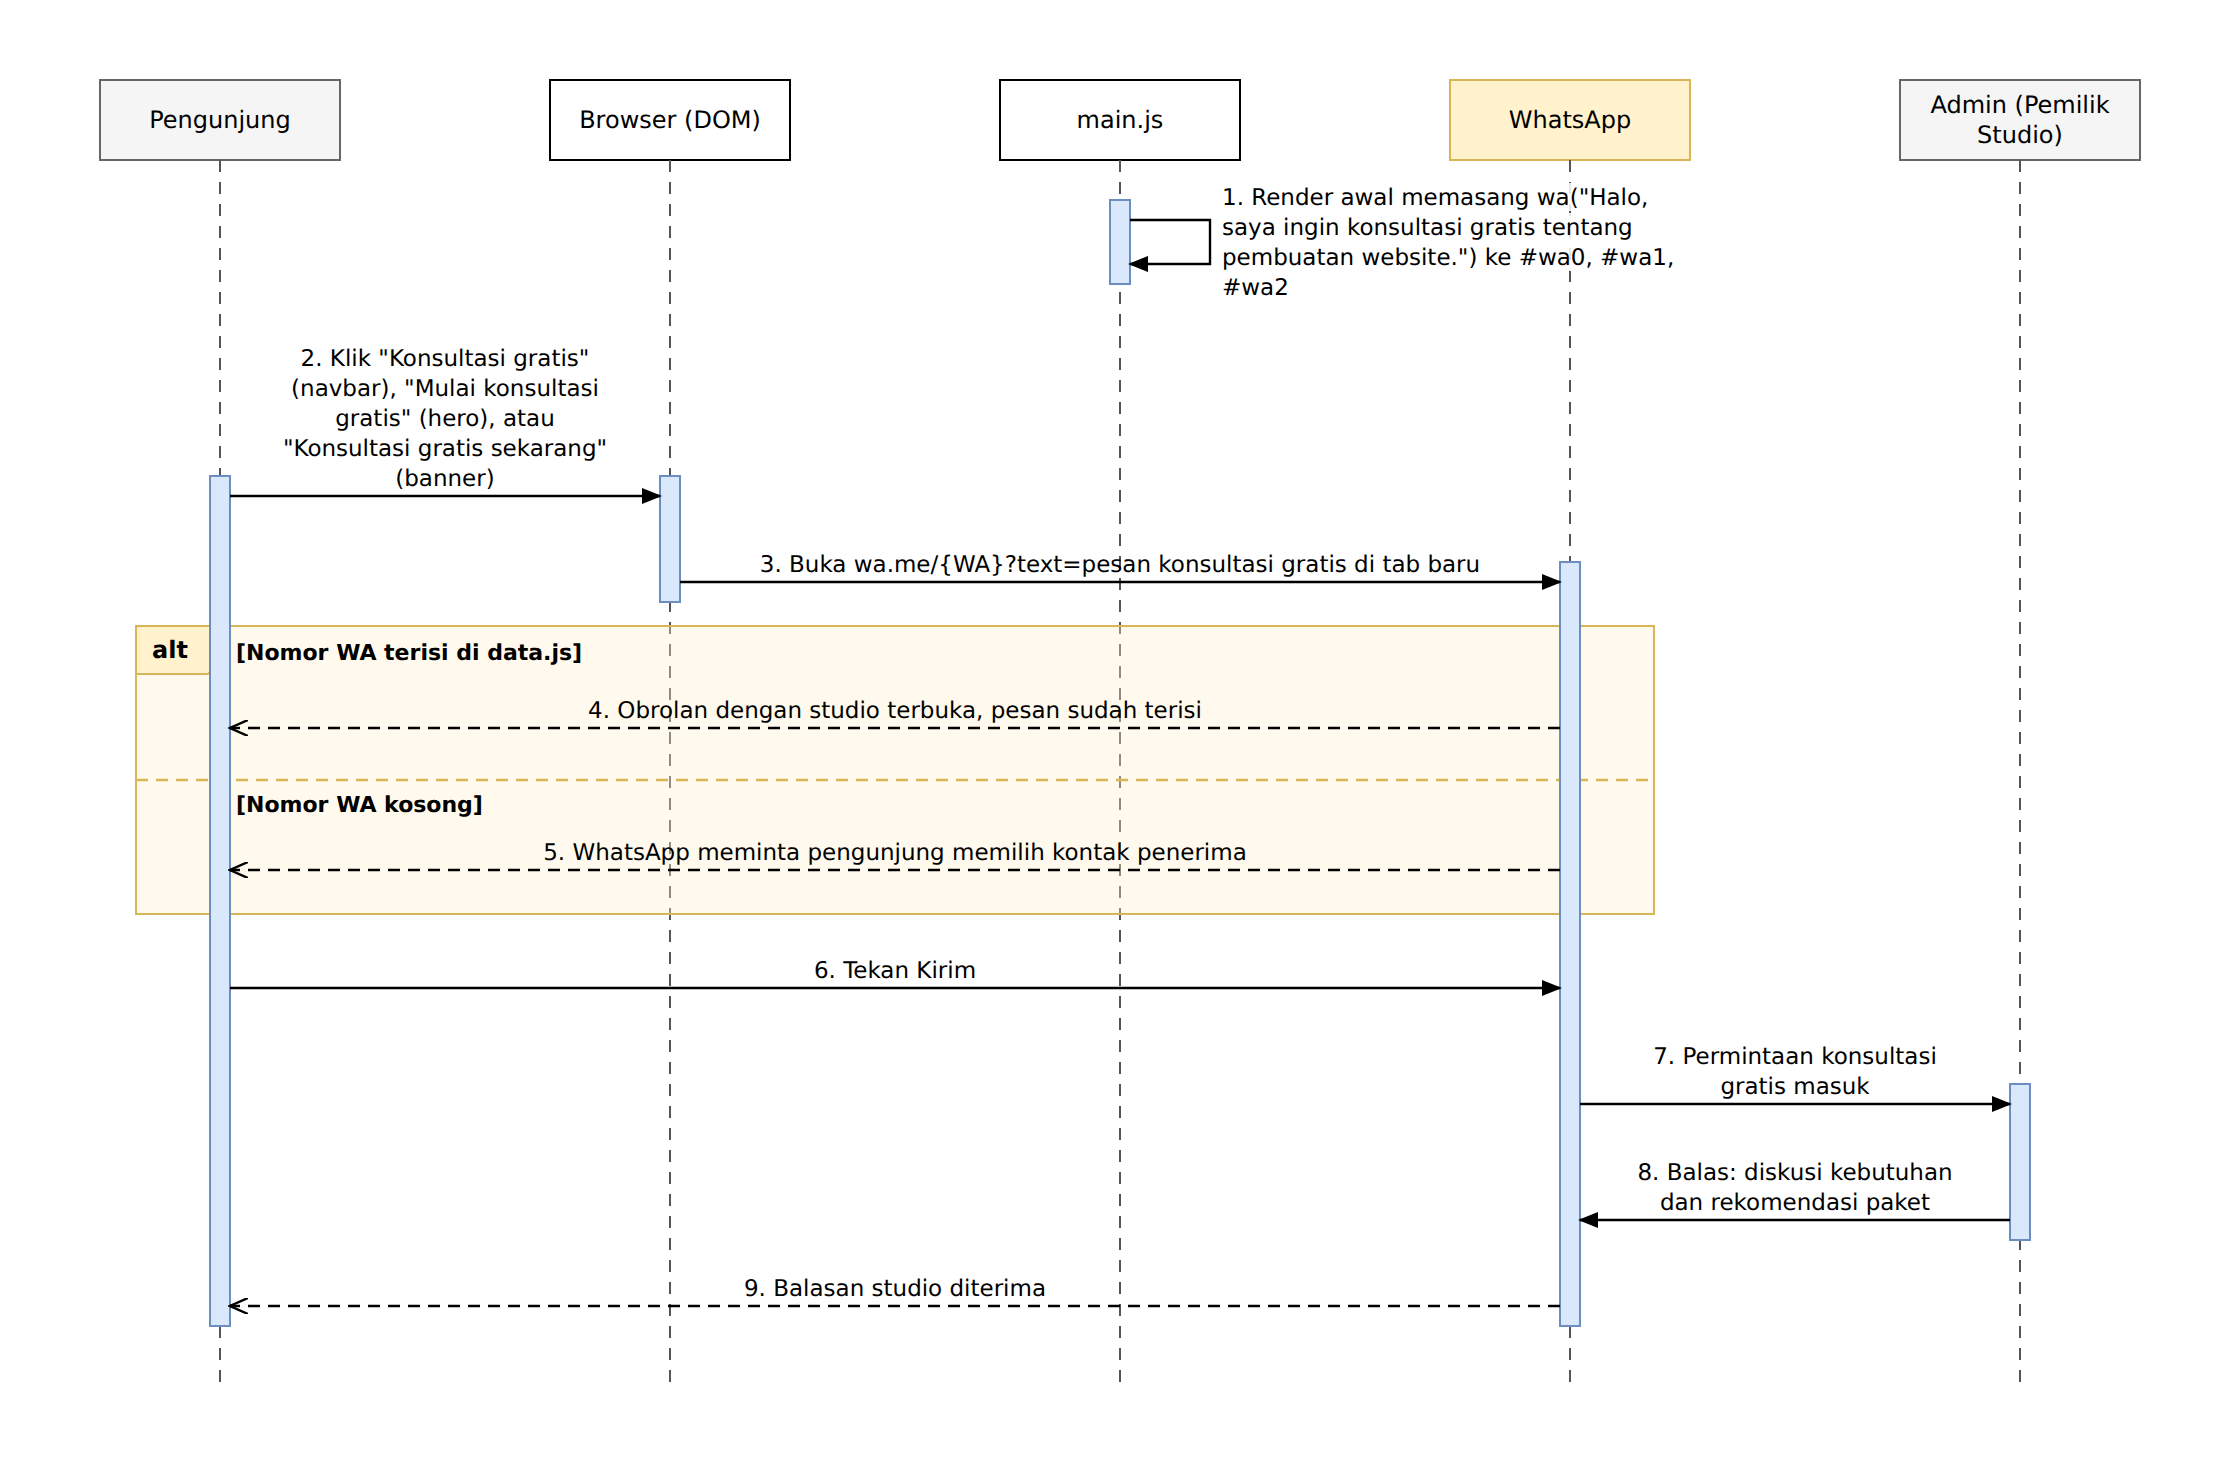 Pengunjung
Browser (DOM)
main.js
WhatsApp
Admin (Pemilik
Studio)
1. Render awal memasang wa("Halo,
saya ingin konsultasi gratis tentang
pembuatan website.") ke #wa0, #wa1,
#wa2
2. Klik "Konsultasi gratis"
(navbar), "Mulai konsultasi
gratis" (hero), atau
"Konsultasi gratis sekarang"
(banner)
3. Buka wa.me/{WA}?text=pesan konsultasi gratis di tab baru
alt
[Nomor WA terisi di data.js]
4. Obrolan dengan studio terbuka, pesan sudah terisi
[Nomor WA kosong]
5. WhatsApp meminta pengunjung memilih kontak penerima
6. Tekan Kirim
7. Permintaan konsultasi
gratis masuk
8. Balas: diskusi kebutuhan
dan rekomendasi paket
9. Balasan studio diterima